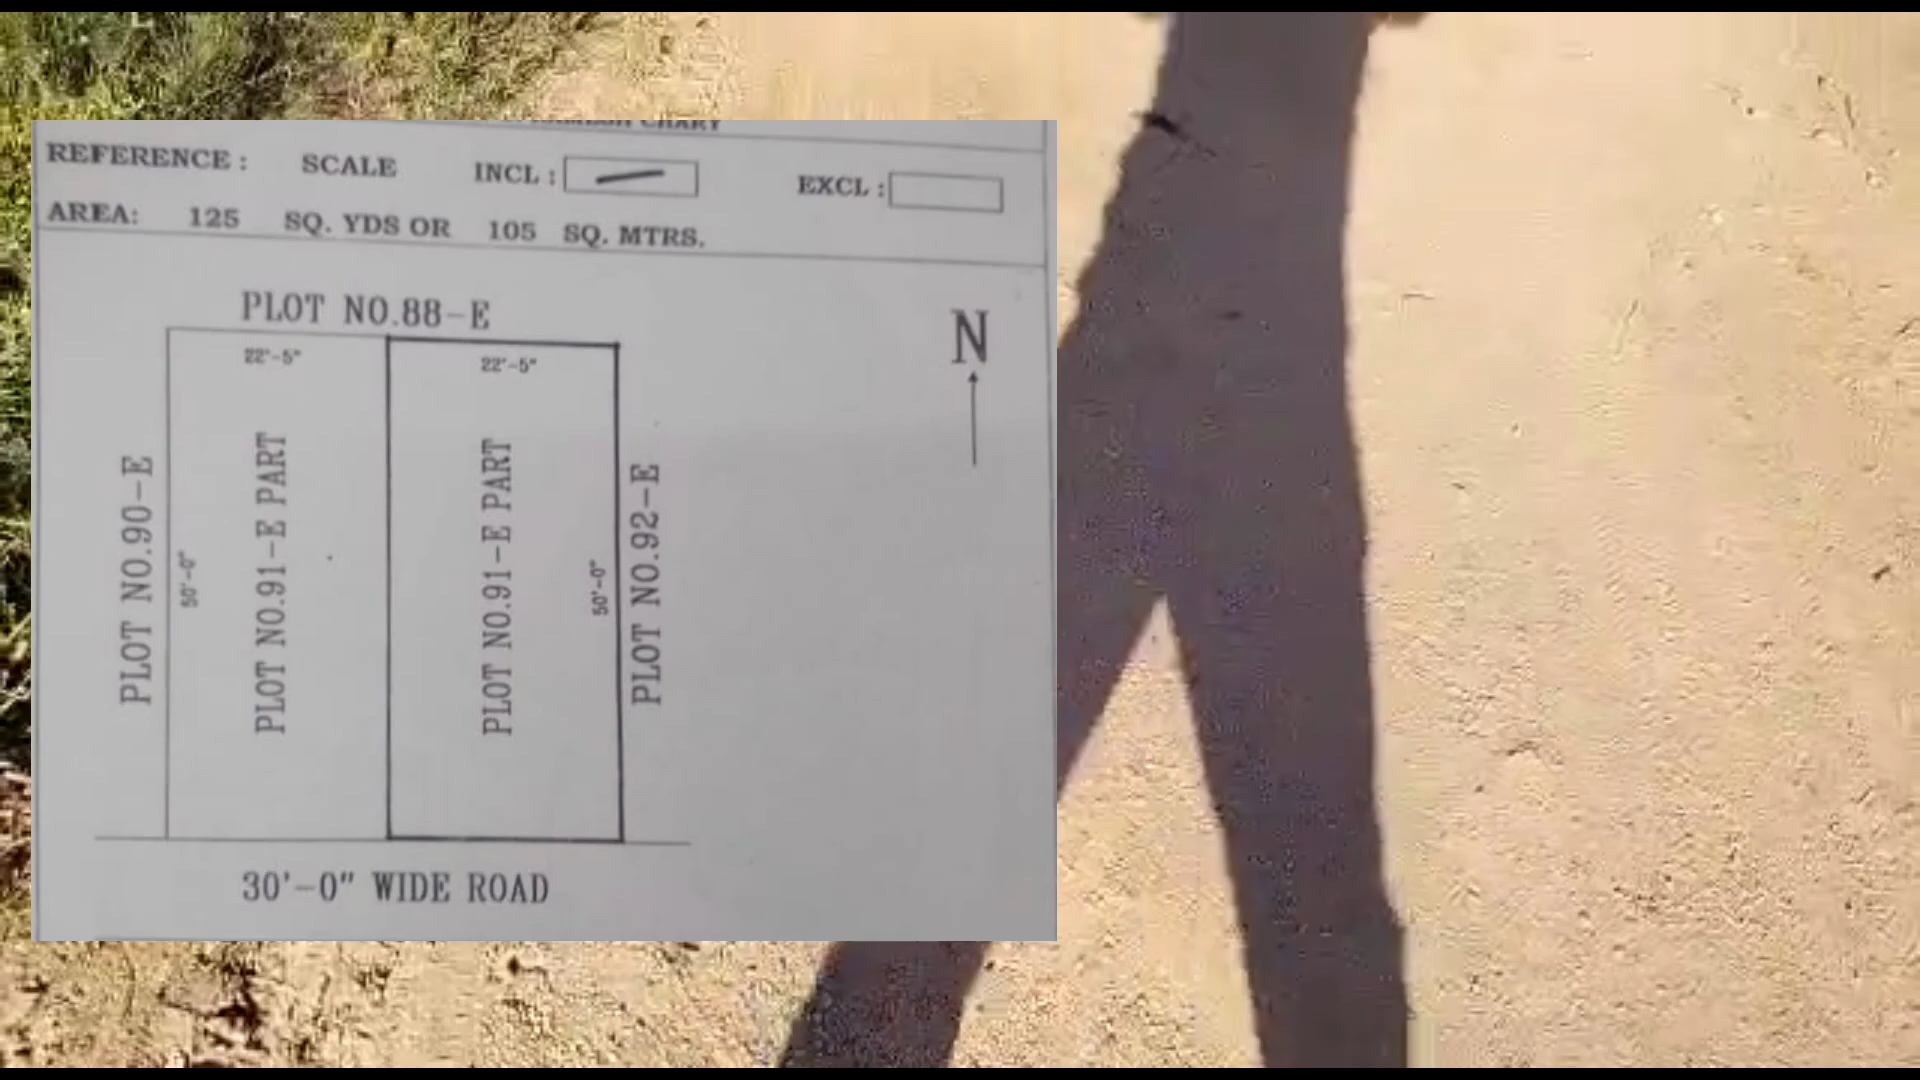 CHARY
REFERENCE : SCALE INCL : EXCL :
AREA: 125 SQ. YDS OR 105 SQ. MTRS.
PLOT NO.88-E
N
22'-5" 22'-5"
PLOT NO.90-E
50'-0"
PLOT NO.91-E PART
PLOT NO.91-E PART
50'-0"
PLOT NO.92-E
30'-0" WIDE ROAD